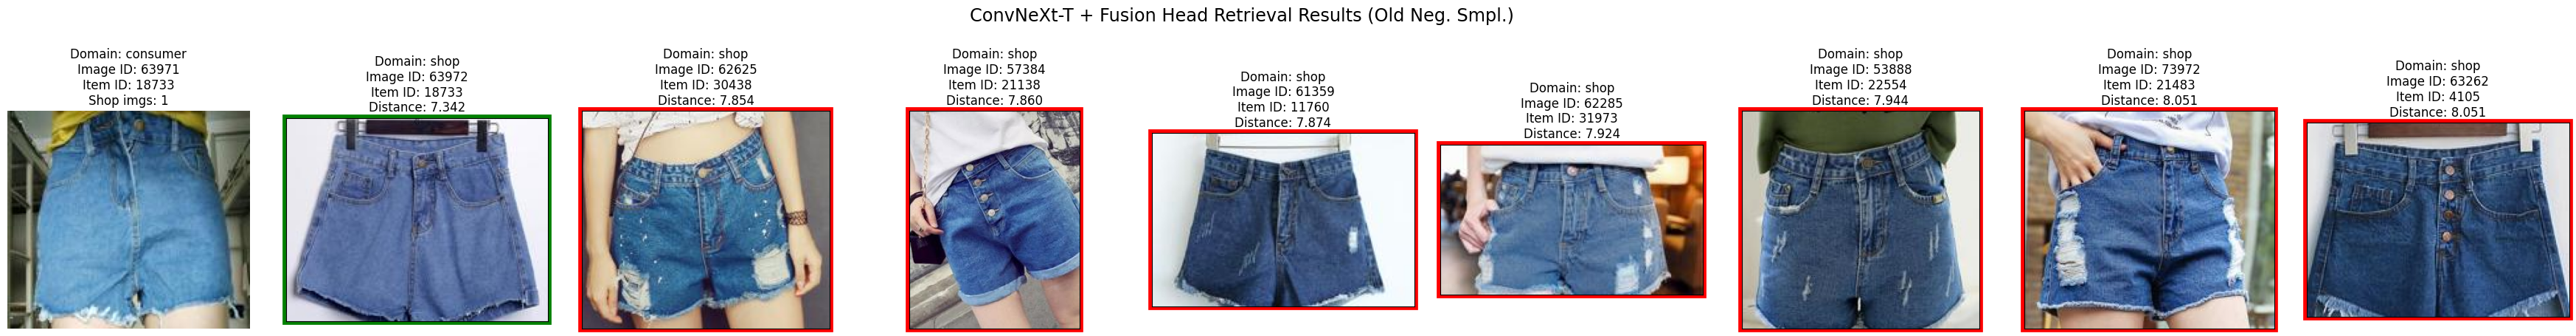 ConvNeXt-T + Fusion Head Retrieval Results (Old Neg. Smpl.)
Domain: consumer
Image ID: 63971
Item ID: 18733
Shop imgs: 1
Domain: shop
Image ID: 63972
Item ID: 18733
Distance: 7.342
Domain: shop
Image ID: 62625
Item ID: 30438
Distance: 7.854
Domain: shop
Image ID: 57384
Item ID: 21138
Distance: 7.860
Domain: shop
Image ID: 61359
Item ID: 11760
Distance: 7.874
Domain: shop
Image ID: 62285
Item ID: 31973
Distance: 7.924
Domain: shop
Image ID: 53888
Item ID: 22554
Distance: 7.944
Domain: shop
Image ID: 73972
Item ID: 21483
Distance: 8.051
Domain: shop
Image ID: 63262
Item ID: 4105
Distance: 8.051